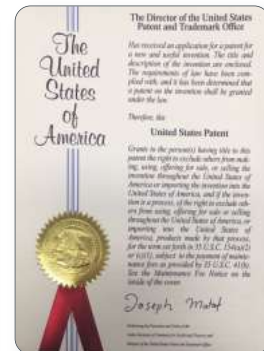 The
United
States
of
America
The Director of the United States
Patent and Trademark Office
Has received an application for a patent for
a new and useful invention. The title and
description of the invention are enclosed.
The requirements of law have been com-
plied with, and it has been determined that
a patent on the invention shall be granted
under the law.
Therefore, this
United States Patent
Grants to the person(s) having title to this
patent the right to exclude others from mak-
ing, using, offering for sale, or selling the
invention throughout the United States of
America or importing the invention into the
United States of America, and if the inven-
tion is a process, of the right to exclude oth-
ers from using, offering for sale or selling
throughout the United States of America, or
importing into the United States of
America, products made by that process,
for the term set forth in 35 U.S.C. 154(a)(2)
or (c)(1), subject to the payment of mainte-
nance fees as provided by 35 U.S.C. 41(b).
See the Maintenance Fee Notice on the
inside of the cover.
Joseph Matal